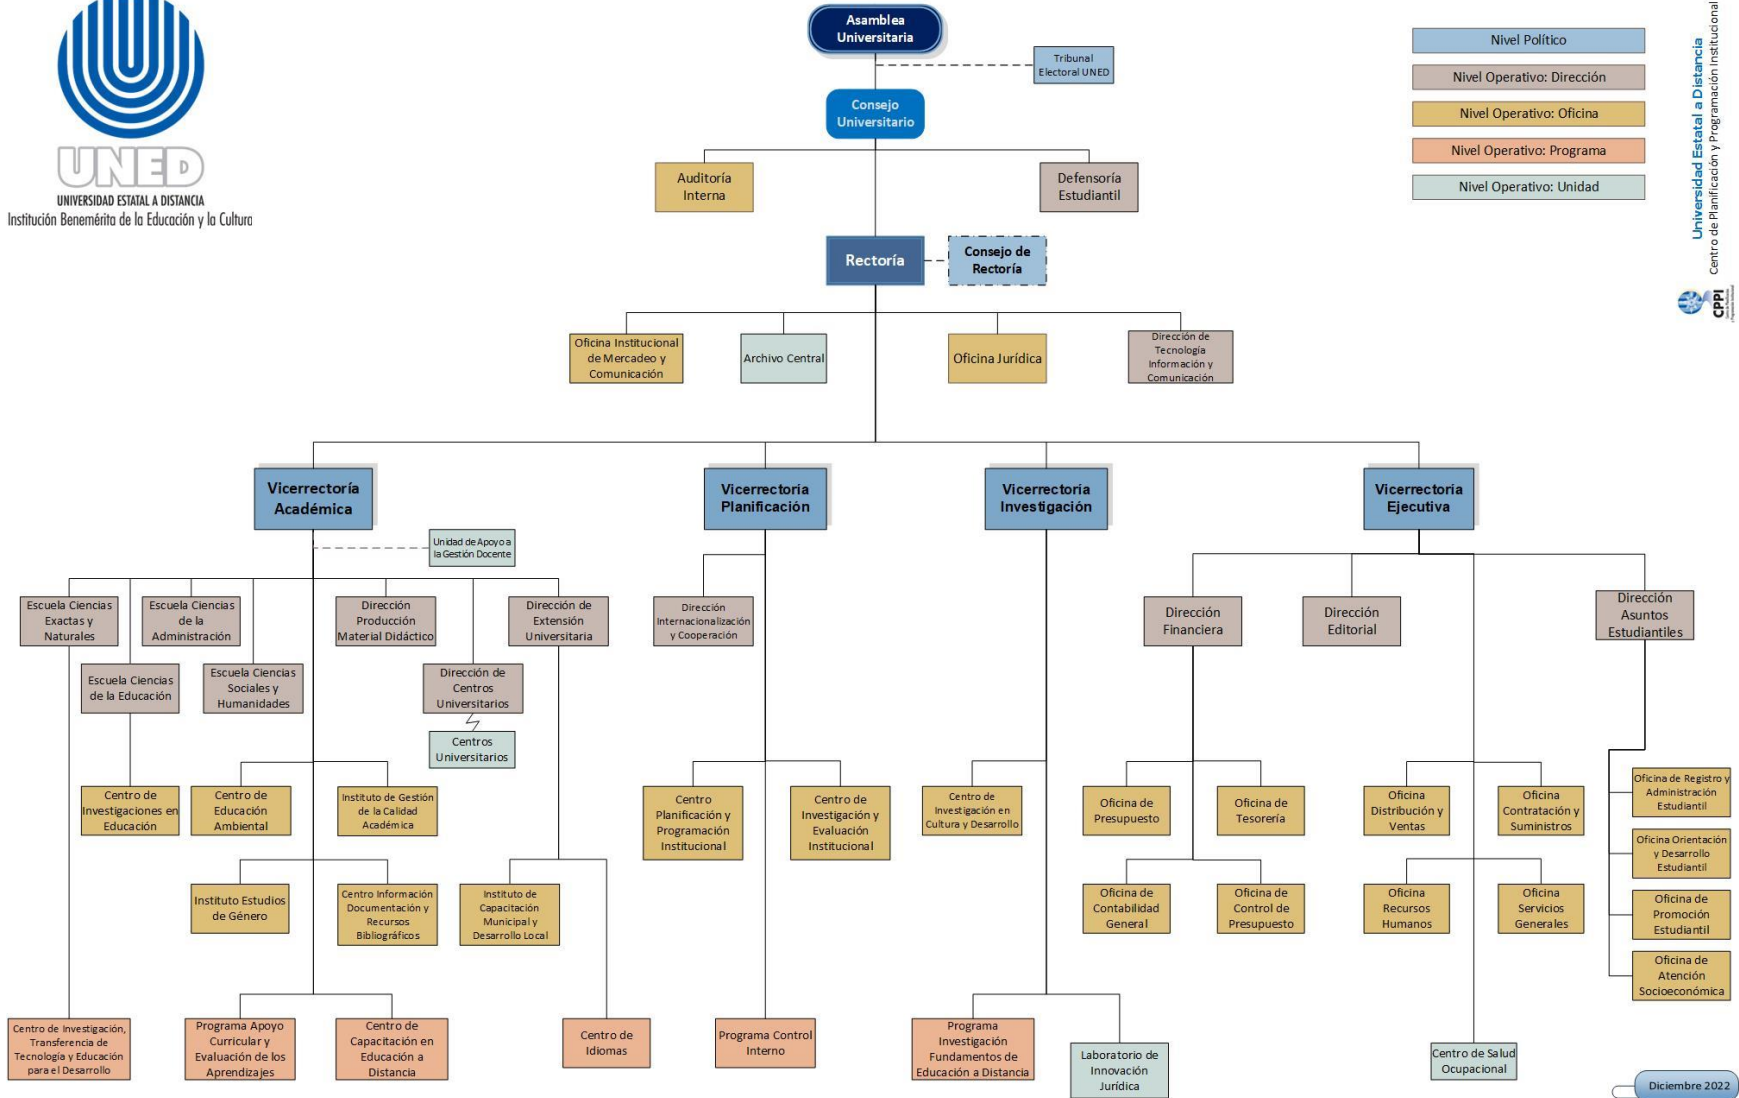 UNED
UNIVERSIDAD ESTATAL A DISTANCIA
Institución Benemérita de la Educación y la Cultura
Asamblea
Universitaria
Tribunal
Electoral UNED
Consejo
Universitario
Auditoría
Interna
Defensoría
Estudiantil
Rectoría
Consejo de
Rectoría
Nivel Político
Nivel Operativo: Dirección
Nivel Operativo: Oficina
Nivel Operativo: Programa
Nivel Operativo: Unidad
Universidad Estatal a Distancia
Centro de Planificación y Programación Institucional
CPPI
Oficina Institucional
de Mercadeo y
Comunicación
Archivo Central
Oficina Jurídica
Dirección de
Tecnología
Información y
Comunicación
Vicerrectoría
Académica
Vicerrectoría
Planificación
Vicerrectoría
Investigación
Vicerrectoría
Ejecutiva
Unidad de Apoyo a
la Gestión Docente
Escuela Ciencias
Exactas y
Naturales
Escuela Ciencias
de la
Administración
Dirección
Producción
Material Didáctico
Dirección de
Extensión
Universitaria
Escuela Ciencias
de la Educación
Escuela Ciencias
Sociales y
Humanidades
Dirección de
Centros
Universitarios
Centros
Universitarios
Dirección
Internacionalización
y Cooperación
Dirección
Financiera
Dirección
Editorial
Dirección
Asuntos
Estudiantiles
Centro de
Investigaciones en
Educación
Centro de
Educación
Ambiental
Instituto de Gestión
de la Calidad
Académica
Centro
Planificación y
Programación
Institucional
Centro de
Investigación y
Evaluación
Institucional
Centro de
Investigación en
Cultura y Desarrollo
Oficina de
Presupuesto
Oficina de
Tesorería
Oficina
Distribución y
Ventas
Oficina
Contratación y
Suministros
Oficina de Registro y
Administración
Estudiantil
Oficina Orientación
y Desarrollo
Estudiantil
Instituto Estudios
de Género
Centro Información
Documentación y
Recursos
Bibliográficos
Instituto de
Capacitación
Municipal y
Desarrollo Local
Oficina de
Contabilidad
General
Oficina de
Control de
Presupuesto
Oficina
Recursos
Humanos
Oficina
Servicios
Generales
Oficina de
Promoción
Estudiantil
Oficina de
Atención
Socioeconómica
Centro de Investigación,
Transferencia de
Tecnología y Educación
para el Desarrollo
Programa Apoyo
Curricular y
Evaluación de los
Aprendizajes
Centro de
Capacitación en
Educación a
Distancia
Centro de
Idiomas
Programa Control
Interno
Programa
Investigación
Fundamentos de
Educación a Distancia
Laboratorio de
Innovación
Jurídica
Centro de Salud
Ocupacional
Diciembre 2022